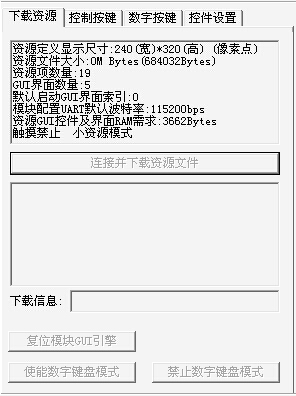 下载资源 控制按键 数字按键 控件设置
资源定义显示尺寸:240(宽)*320(高) (像素点)
资源文件大小:0M Bytes(684032Bytes)
资源项数量:19
GUI界面数量:5
默认启动GUI界面索引:0
模块配置UART默认波特率:115200bps
资源GUI控件及界面RAM需求:3662Bytes
触摸禁止 小资源模式
连接并下载资源文件
下载信息:
复位模块GUI引擎
使能数字键盘模式 禁止数字键盘模式